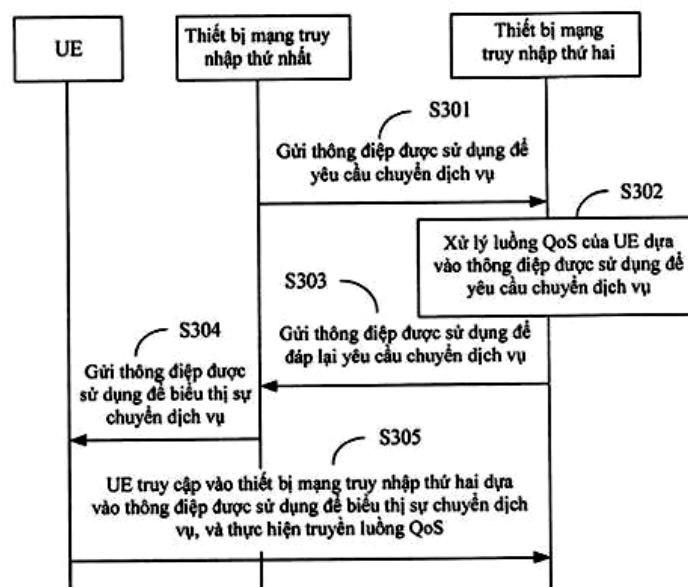 UE
Thiết bị mạng truy
nhập thứ nhất
Thiết bị mạng
truy nhập thứ hai
S301
Gửi thông điệp được sử dụng để
yêu cầu chuyển dịch vụ
S302
Xử lý luồng QoS của UE dựa
vào thông điệp được sử dụng để
yêu cầu chuyển dịch vụ
S303
Gửi thông điệp được sử dụng để
đáp lại yêu cầu chuyển dịch vụ
S304
Gửi thông điệp được
sử dụng để biểu thị sự
chuyển dịch vụ
S305
UE truy cập vào thiết bị mạng truy nhập thứ hai dựa
vào thông điệp được sử dụng để biểu thị sự chuyển dịch
vụ, và thực hiện truyền luồng QoS